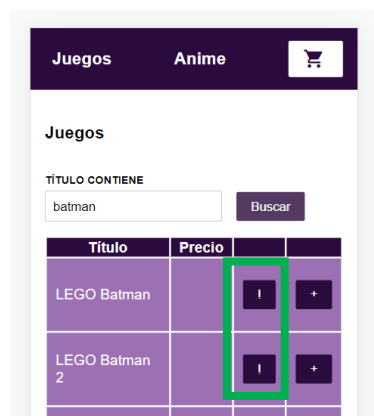 Juegos Anime
Juegos
TÍTULO CONTIENE
batman Buscar
Título Precio
LEGO Batman ! +
LEGO Batman
2 ! +